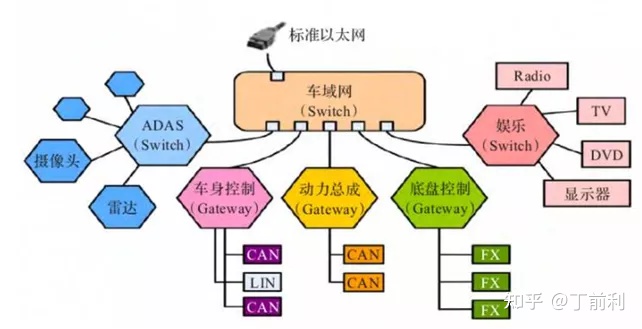 标准以太网
车域网
(Switch)
ADAS
(Switch)
摄像头
雷达
娱乐
(Switch)
Radio
TV
DVD
显示器
车身控制
(Gateway)
动力总成
(Gateway)
底盘控制
(Gateway)
CAN
LIN
CAN
CAN
CAN
FX
FX
FX
知乎 @丁前利